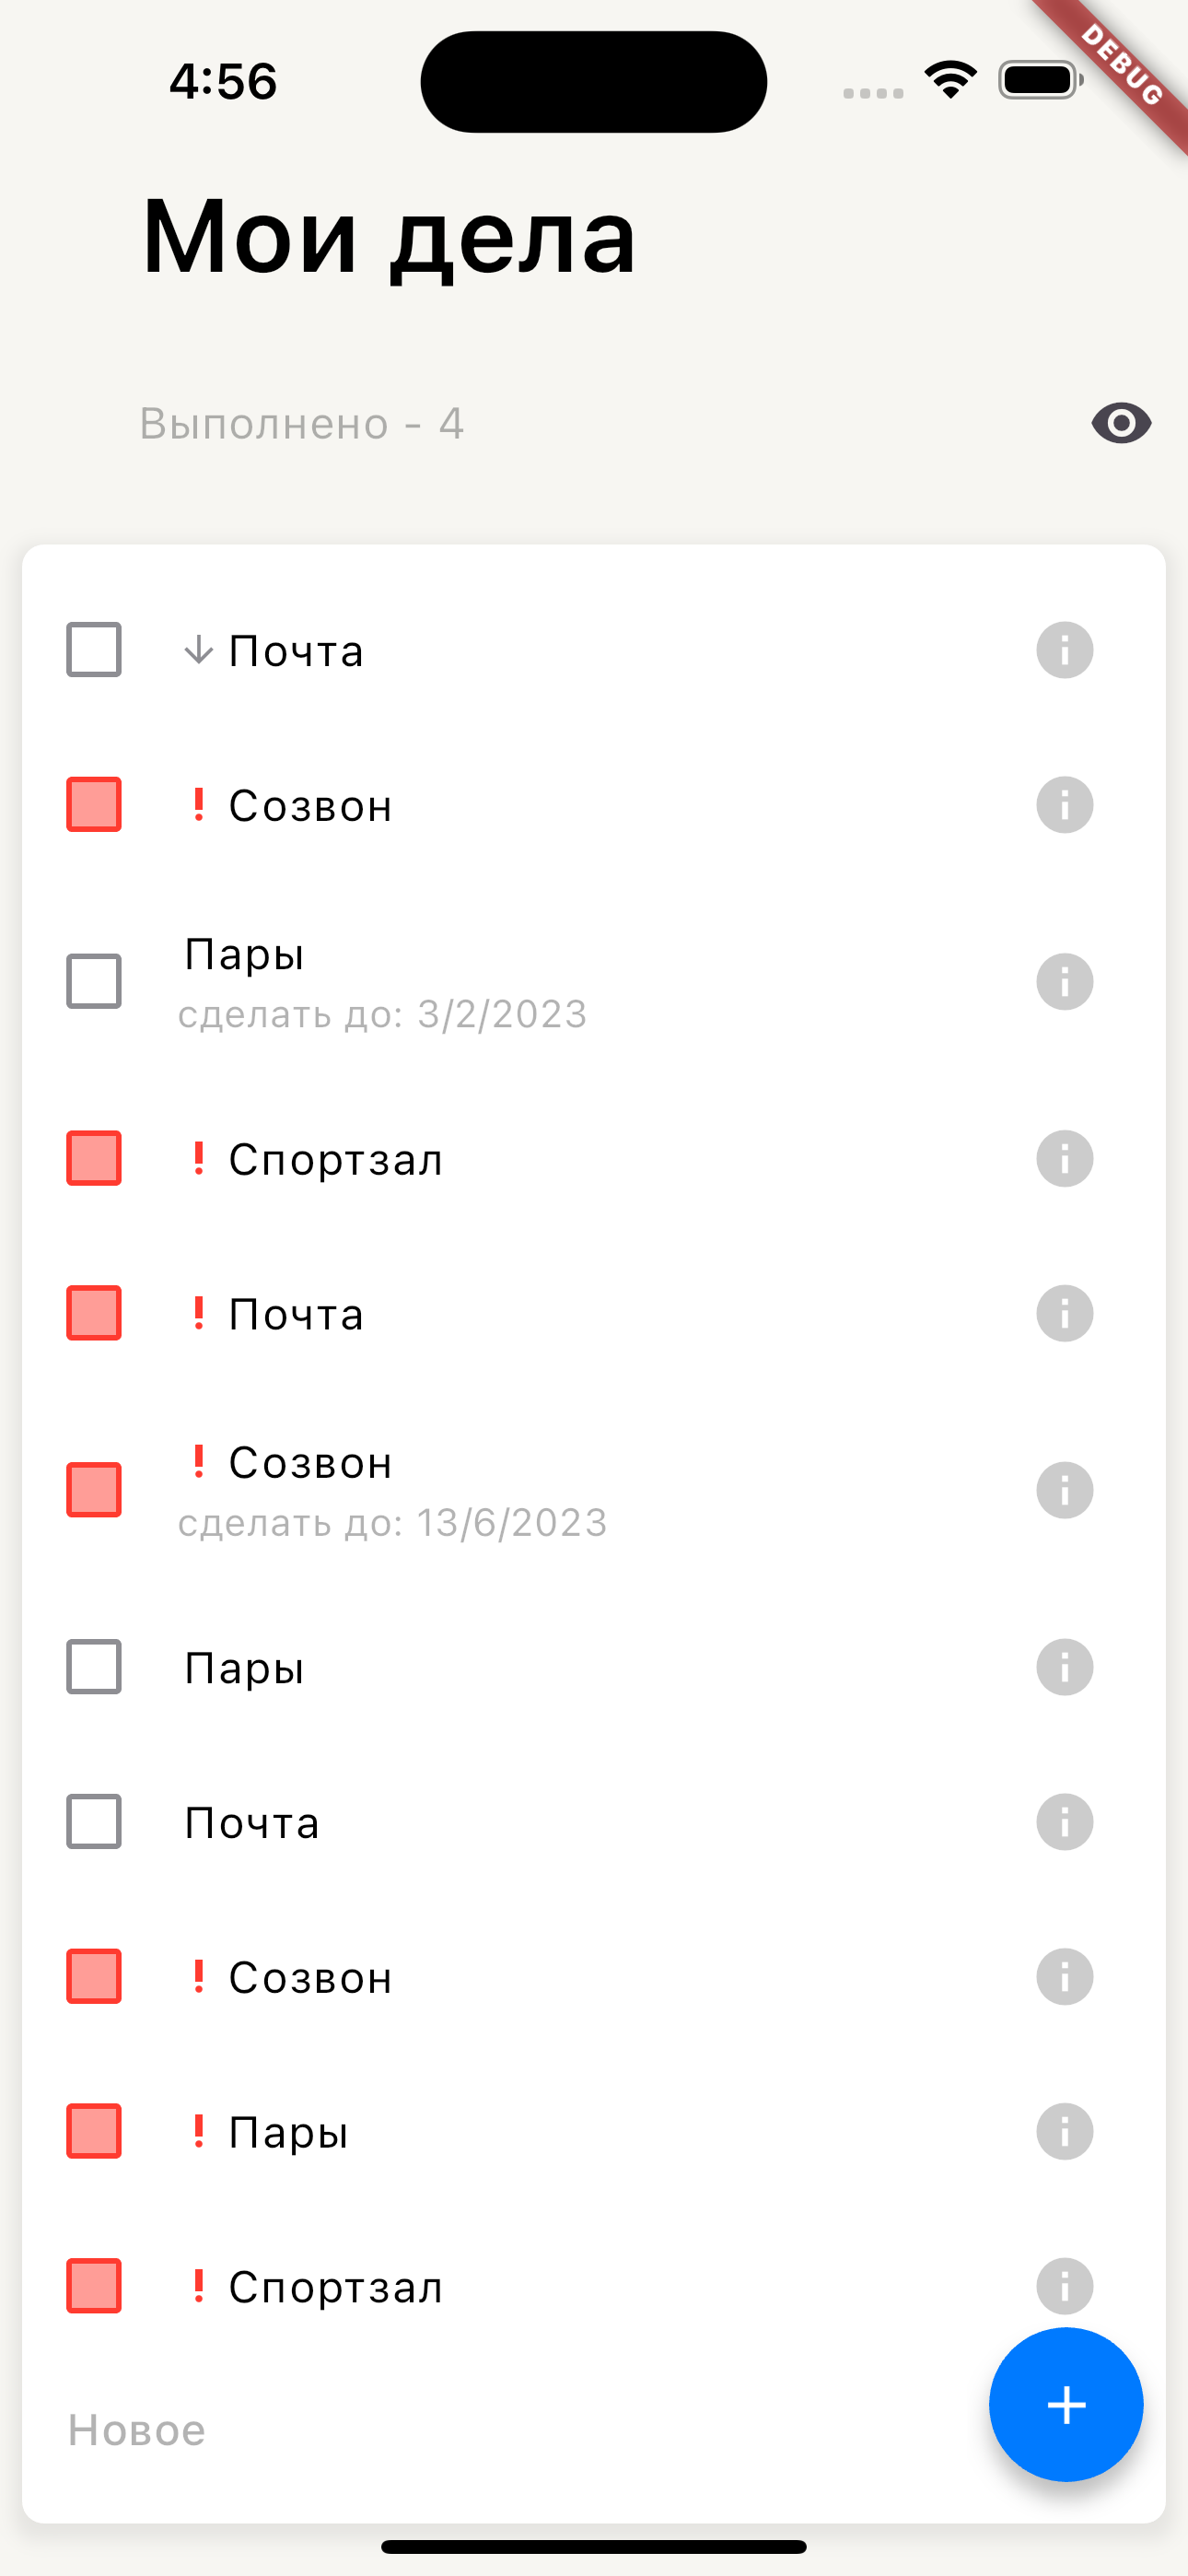 4:56
DEBUG
Мои дела
Выполнено - 4
Почта
! Созвон
Пары
сделать до: 3/2/2023
! Спортзал
! Почта
! Созвон
сделать до: 13/6/2023
Пары
Почта
! Созвон
! Пары
! Спортзал
Новое